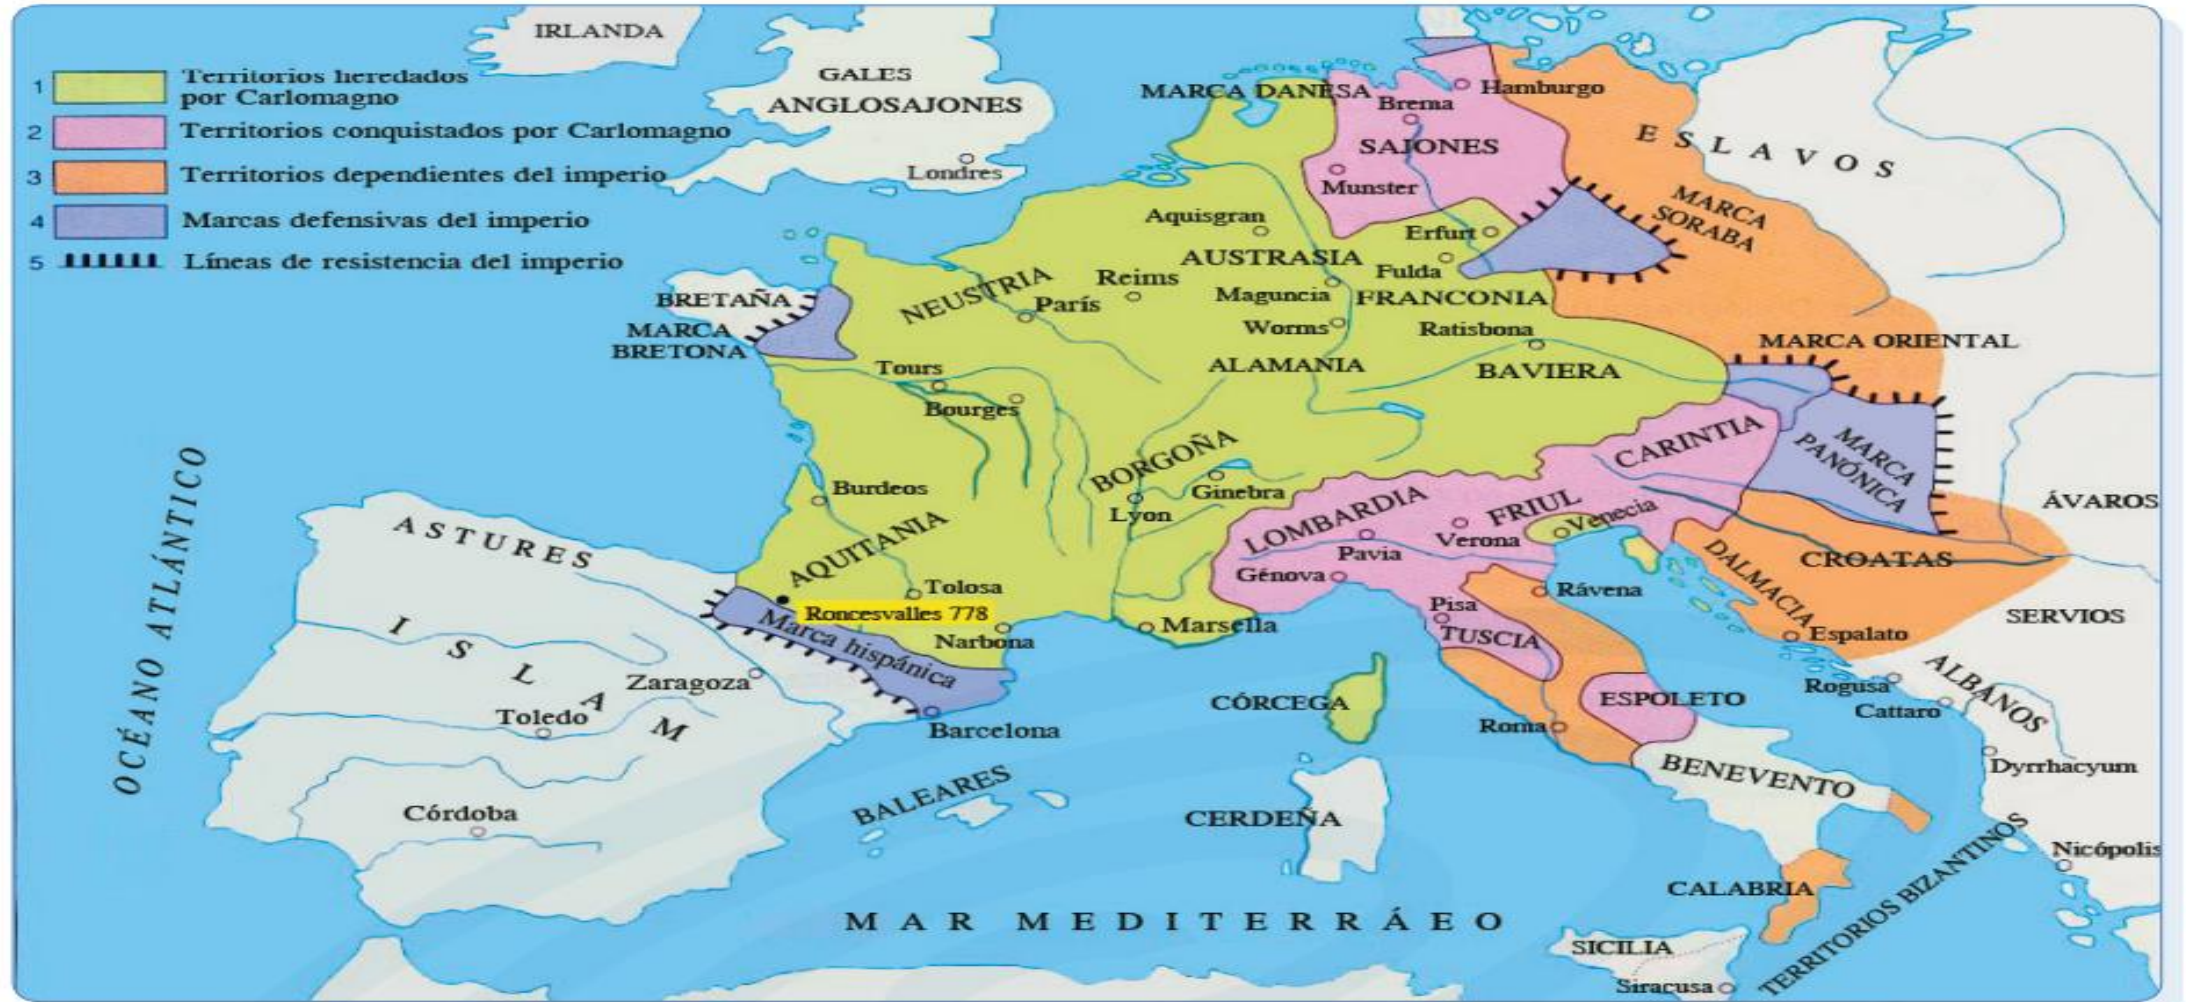 1 Territorios heredados
por Carlomagno
2 Territorios conquistados por Carlomagno
3 Territorios dependientes del imperio
4 Marcas defensivas del imperio
5 Líneas de resistencia del imperio
IRLANDA
GALES
ANGLOSAJONES
Londres
MARCA DANESA
Brema
Hamburgo
SAJONES
Munster
ESLAVOS
MARCA
SORABA
Aquisgran
Erfurt
AUSTRASIA
Fulda
NEUSTRIA
Reims
París
Maguncia
FRANCONIA
Worms
Ratisbona
BRETAÑA
MARCA
BRETONA
MARCA ORIENTAL
Tours
ALAMANIA
BAVIERA
Bourges
BORGOÑA
CARINTIA
MARCA
PANÓNICA
Burdeos
Ginebra
Lyon
LOMBARDIA
FRIUL
Venecia
Verona
Pavia
ÁVAROS
OCÉANO ATLÁNTICO
ASTURES
AQUITANIA
Génova
DALMACIA
CROATAS
Tolosa
Rávena
Roncesvalles 778
Pisa
SERVIOS
Marca hispánica
Narbona
Marsella
TUSCIA
Espalato
ISLAM
Zaragoza
CÓRCEGA
ESPOLETO
Rogusa
ALBANOS
Cattaro
Toledo
Barcelona
Roma
BENEVENTO
Dyrrhacyum
BALEARES
Córdoba
CERDEÑA
Nicópolis
CALABRIA
TERRITORIOS BIZANTINOS
MAR MEDITERRÁEO
SICILIA
Siracusa